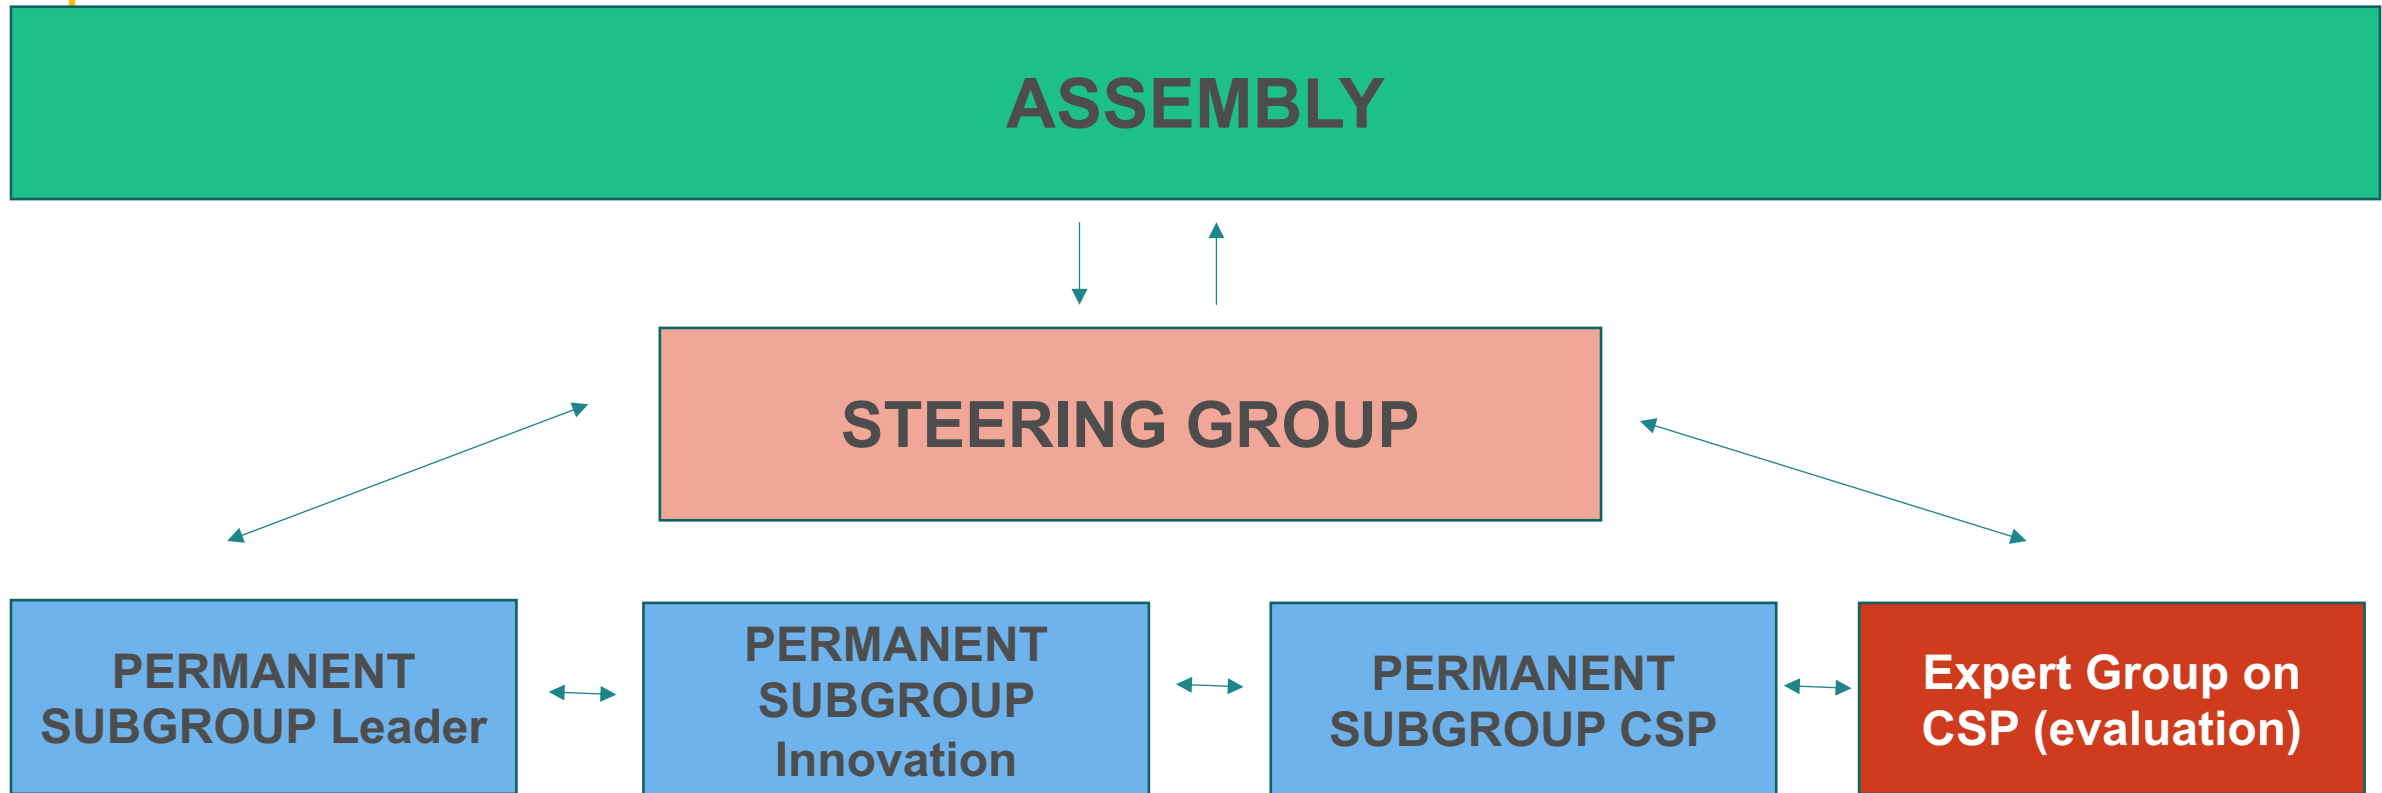 ASSEMBLY
STEERING GROUP
PERMANENT
SUBGROUP Leader
PERMANENT
SUBGROUP
Innovation
PERMANENT
SUBGROUP CSP
Expert Group on
CSP (evaluation)